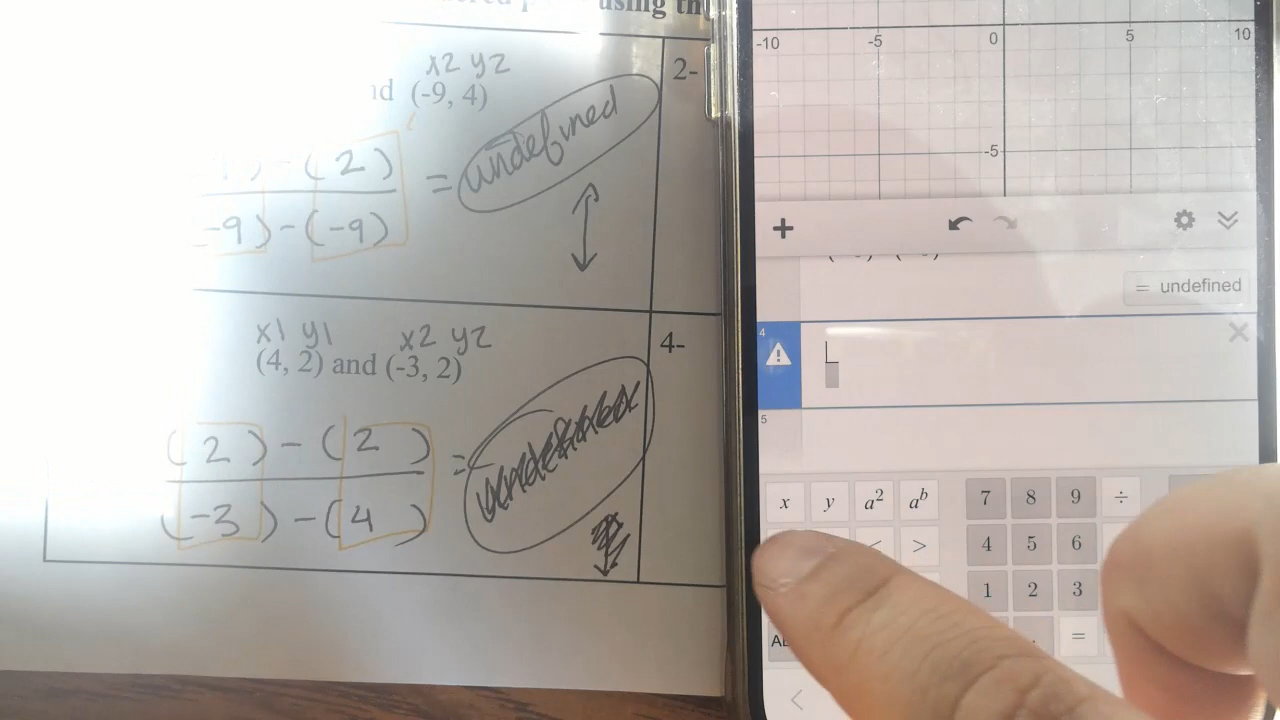 using th
x2 y2
nd (-9, 4)
2-
) - (2)
-9) - (-9)
= undefined
x1 y1 x2 y2
(4, 2) and (-3, 2)
4-
(2) - (2)
(-3) - (4)
=
-10 -5 0 5 10
-5
+
= undefined
4
5
x y a² aᵇ 7 8 9 ÷
< > 4 5 6
1 2 3
. =